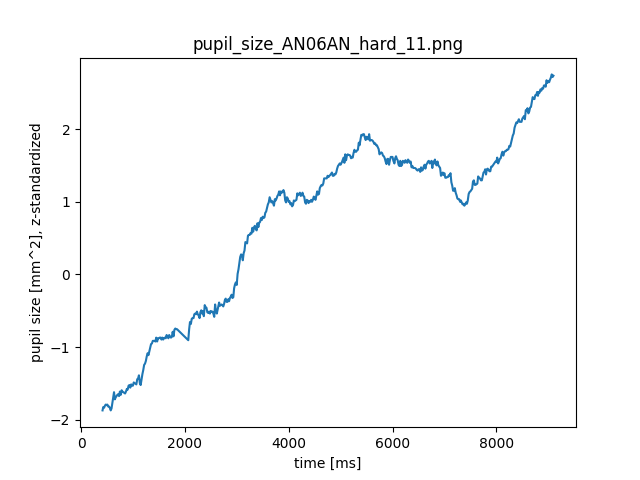 pupil_size_AN06AN_hard_11.png
pupil size [mm^2], z-standardized
2
1
0
−1
−2
0 2000 4000 6000 8000
time [ms]